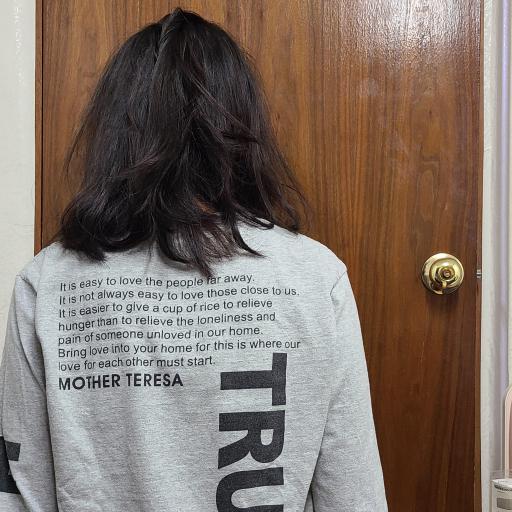 It is easy to love the people far away.
It is not always easy to love those close to us.
It is easier to give a cup of rice to relieve
hunger than to relieve the loneliness and
pain of someone unloved in our home.
Bring love into your home for this is where our
love for each other must start.
MOTHER TERESA
TRU